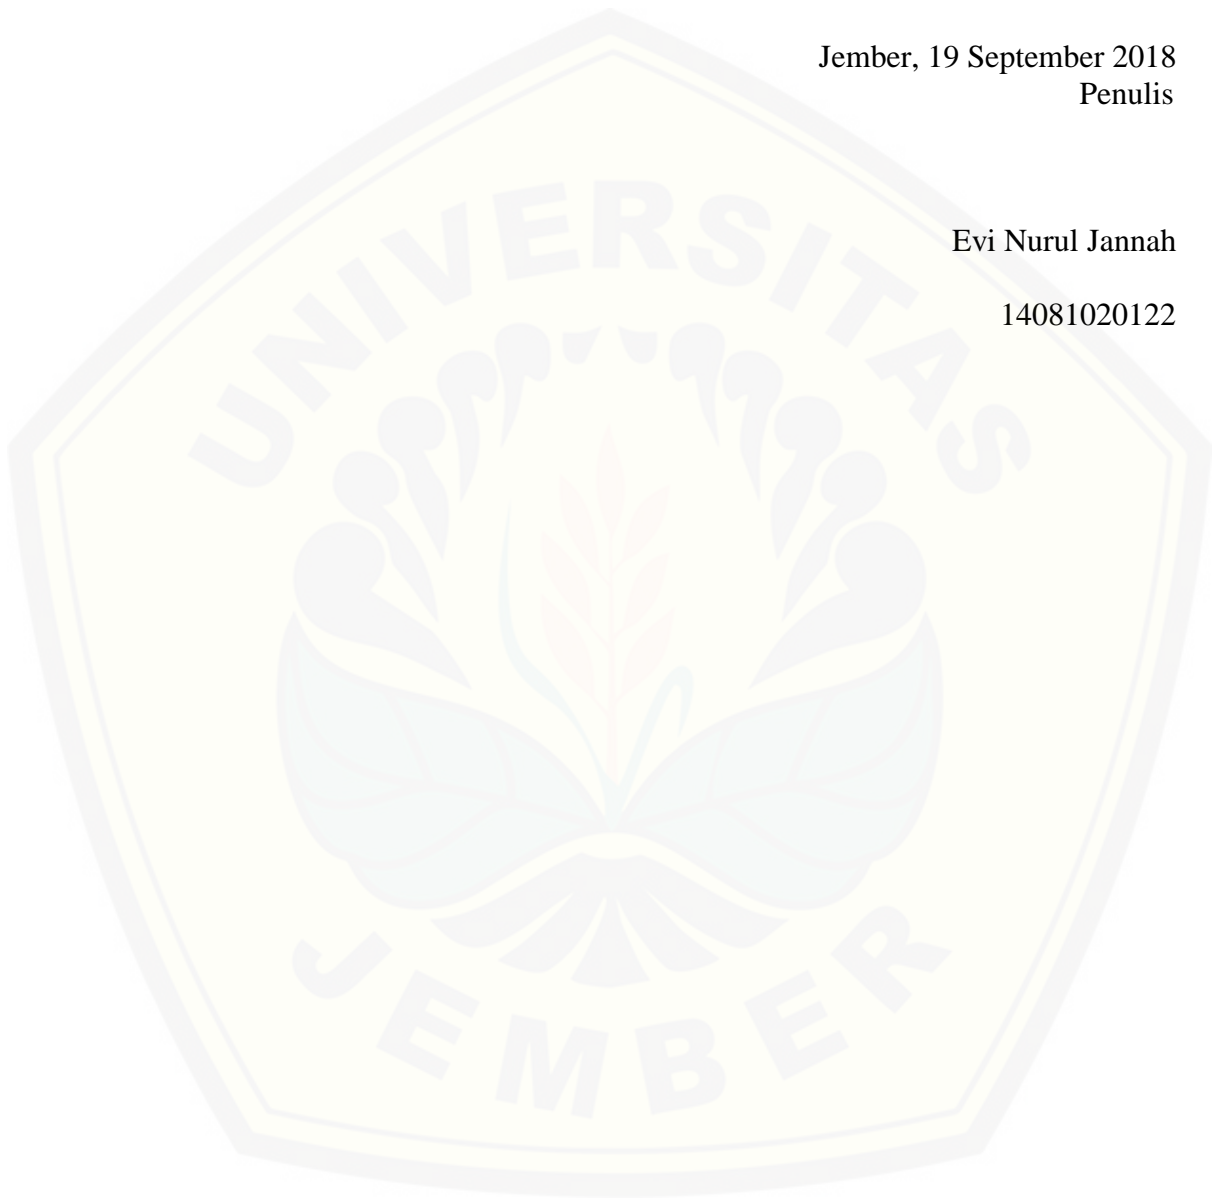 Jember, 19 September 2018
Penulis
Evi Nurul Jannah
14081020122
UNIVERSITAS
JEMBER